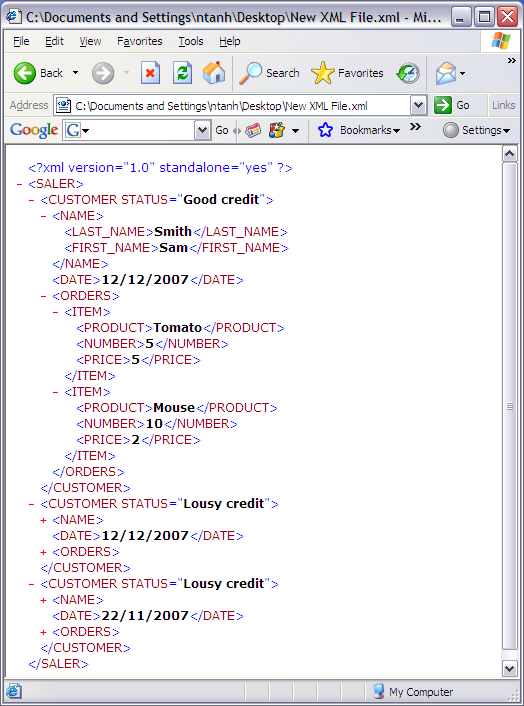 C:\Documents and Settings\ntanh\Desktop\New XML File.xml - Mi...
File Edit View Favorites Tools Help
Back Search Favorites
Address C:\Documents and Settings\ntanh\Desktop\New XML File.xml Go Links
Google G Go Bookmarks Settings
<?xml version="1.0" standalone="yes" ?>
- <SALER>
- <CUSTOMER STATUS="Good credit">
- <NAME>
<LAST_NAME>Smith</LAST_NAME>
<FIRST_NAME>Sam</FIRST_NAME>
</NAME>
<DATE>12/12/2007</DATE>
- <ORDERS>
- <ITEM>
<PRODUCT>Tomato</PRODUCT>
<NUMBER>5</NUMBER>
<PRICE>5</PRICE>
</ITEM>
- <ITEM>
<PRODUCT>Mouse</PRODUCT>
<NUMBER>10</NUMBER>
<PRICE>2</PRICE>
</ITEM>
</ORDERS>
</CUSTOMER>
- <CUSTOMER STATUS="Lousy credit">
+ <NAME>
<DATE>12/12/2007</DATE>
+ <ORDERS>
</CUSTOMER>
- <CUSTOMER STATUS="Lousy credit">
+ <NAME>
<DATE>22/11/2007</DATE>
+ <ORDERS>
</CUSTOMER>
</SALER>
My Computer